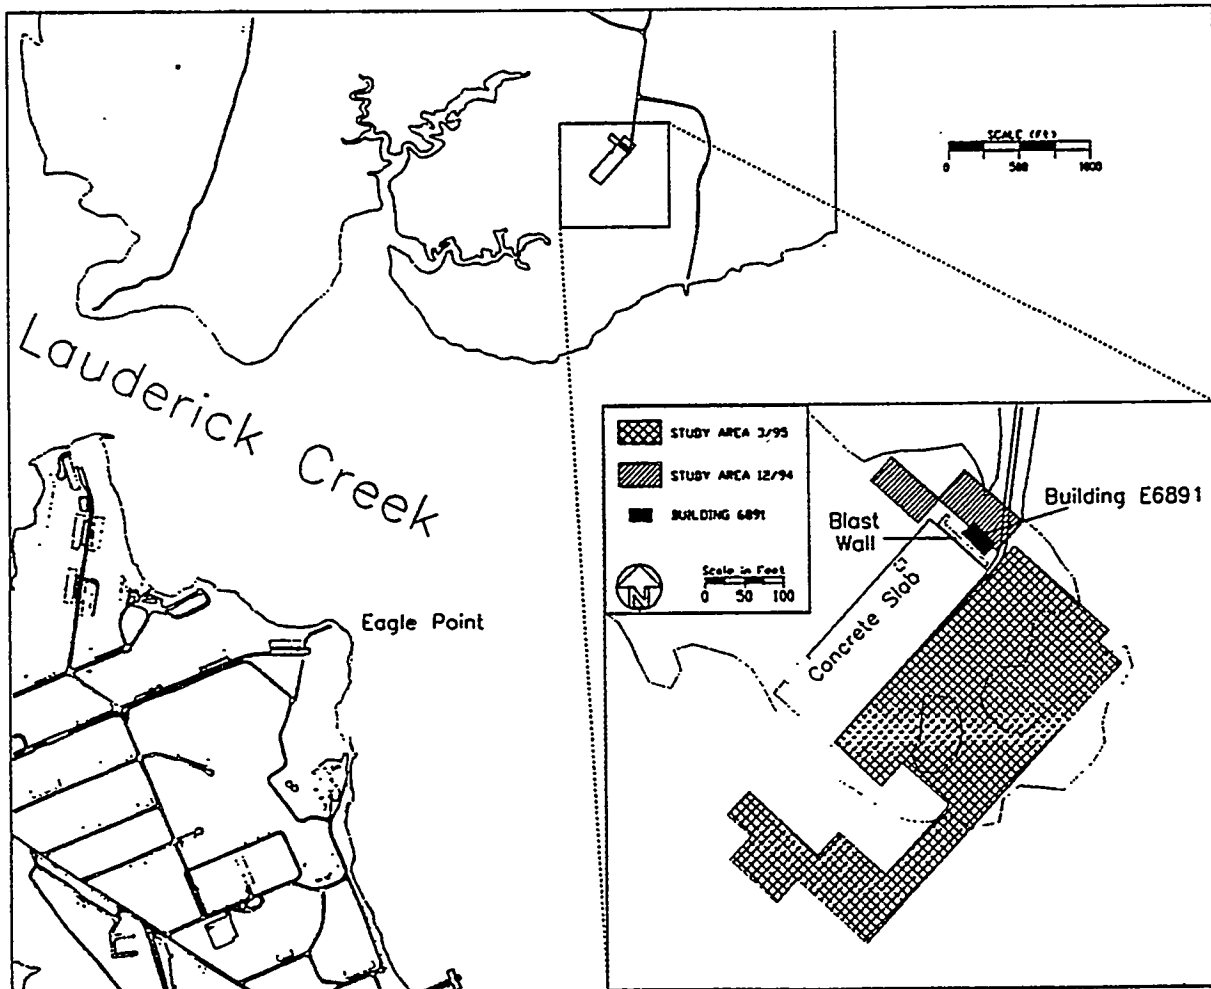 SCALE (ft)
0 500 1000
Lauderick Creek
Eagle Point
STUDY AREA 3/95
STUDY AREA 12/94
BUILDING 6891
N
Scale in Feet
0 50 100
Building E6891
Blast
Wall
Concrete Slab